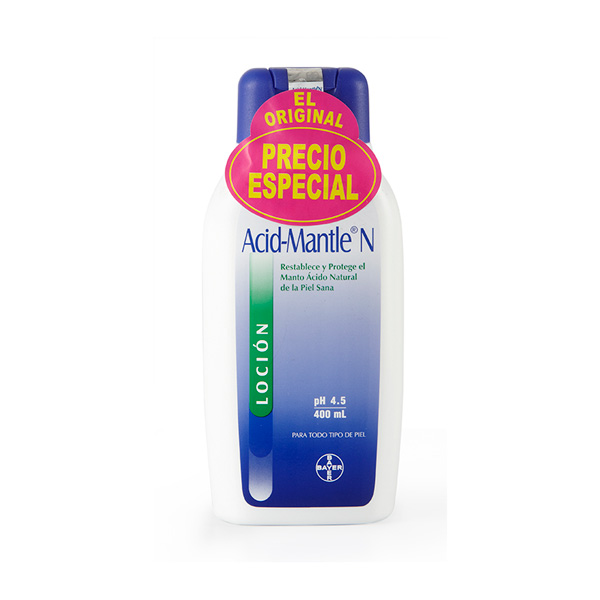 EL
ORIGINAL
PRECIO
ESPECIAL
Acid-Mantle® N
Restablece y Protege el
Manto Ácido Natural
de la Piel Sana
LOCIÓN
pH 4.5
400 mL
PARA TODO TIPO DE PIEL
BAYER
BAYER